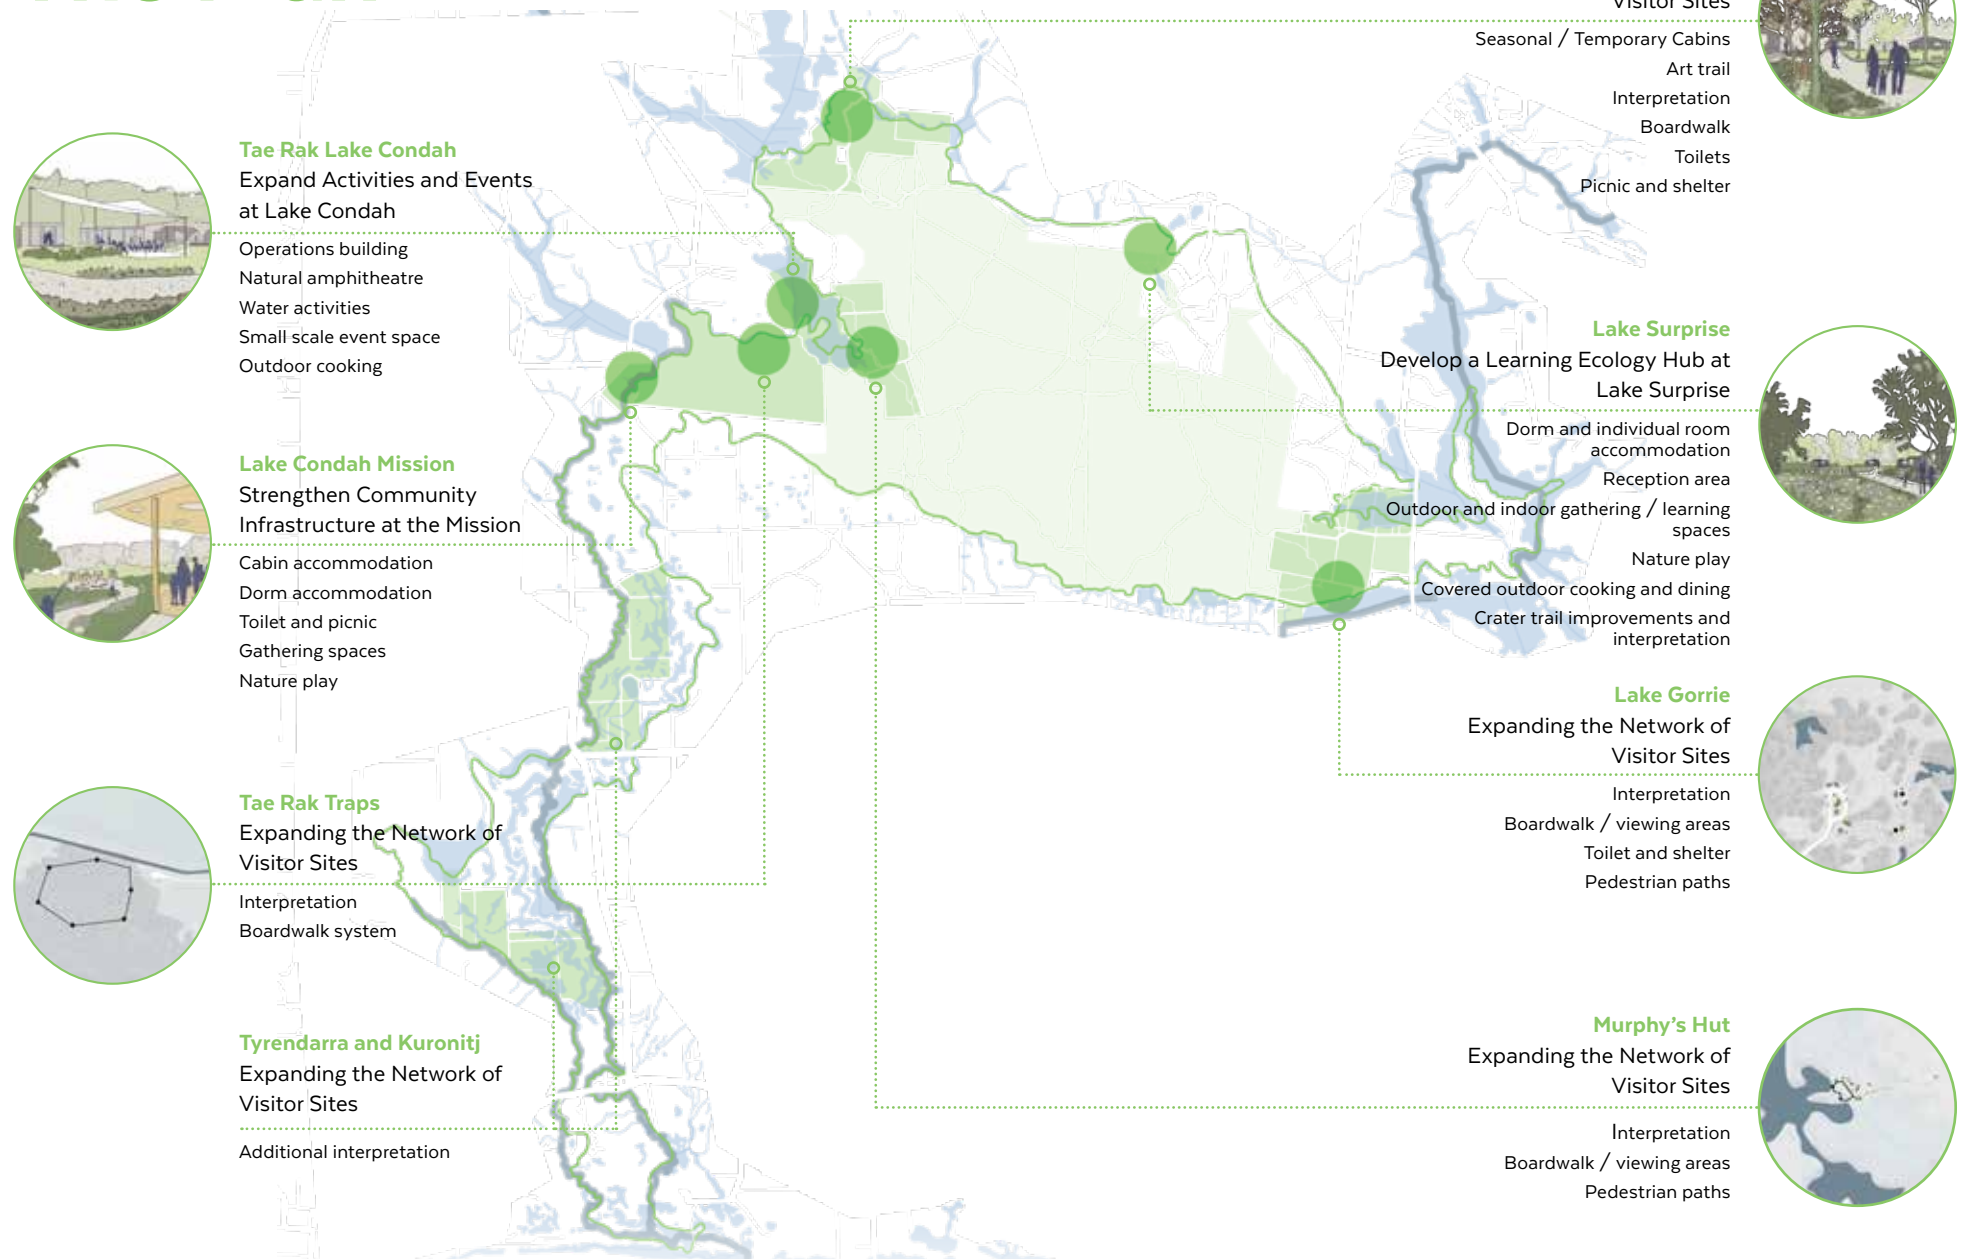 Visitor Sites
Seasonal / Temporary Cabins
Art trail
Interpretation
Boardwalk
Toilets
Picnic and shelter
Tae Rak Lake Condah
Expand Activities and Events
at Lake Condah
Operations building
Natural amphitheatre
Water activities
Small scale event space
Outdoor cooking
Lake Condah Mission
Strengthen Community
Infrastructure at the Mission
Cabin accommodation
Dorm accommodation
Toilet and picnic
Gathering spaces
Nature play
Tae Rak Traps
Expanding the Network of
Visitor Sites
Interpretation
Boardwalk system
Tyrendarra and Kuronitj
Expanding the Network of
Visitor Sites
Additional interpretation
Lake Surprise
Develop a Learning Ecology Hub at
Lake Surprise
Dorm and individual room
accommodation
Reception area
Outdoor and indoor gathering / learning
spaces
Nature play
Covered outdoor cooking and dining
Crater trail improvements and
interpretation
Lake Gorrie
Expanding the Network of
Visitor Sites
Interpretation
Boardwalk / viewing areas
Toilet and shelter
Pedestrian paths
Murphy's Hut
Expanding the Network of
Visitor Sites
Interpretation
Boardwalk / viewing areas
Pedestrian paths